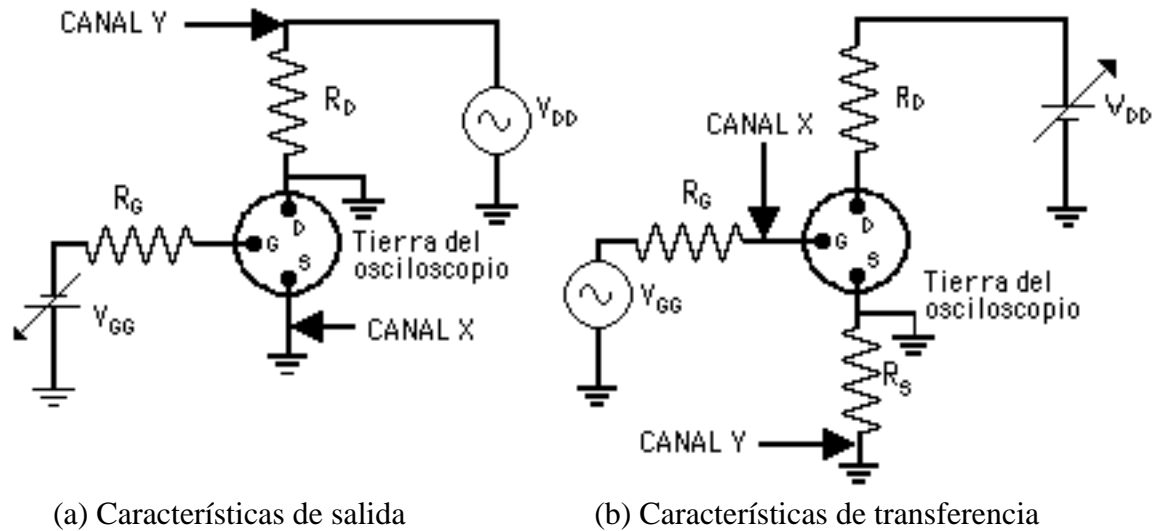 CANAL Y
R_D
V_DD
R_G
D
G
S
Tierra del
osciloscopio
V_GG
CANAL X
(a) Características de salida
R_D
V_DD
CANAL X
R_G
D
G
S
V_GG
Tierra del
osciloscopio
R_S
CANAL Y
(b) Características de transferencia